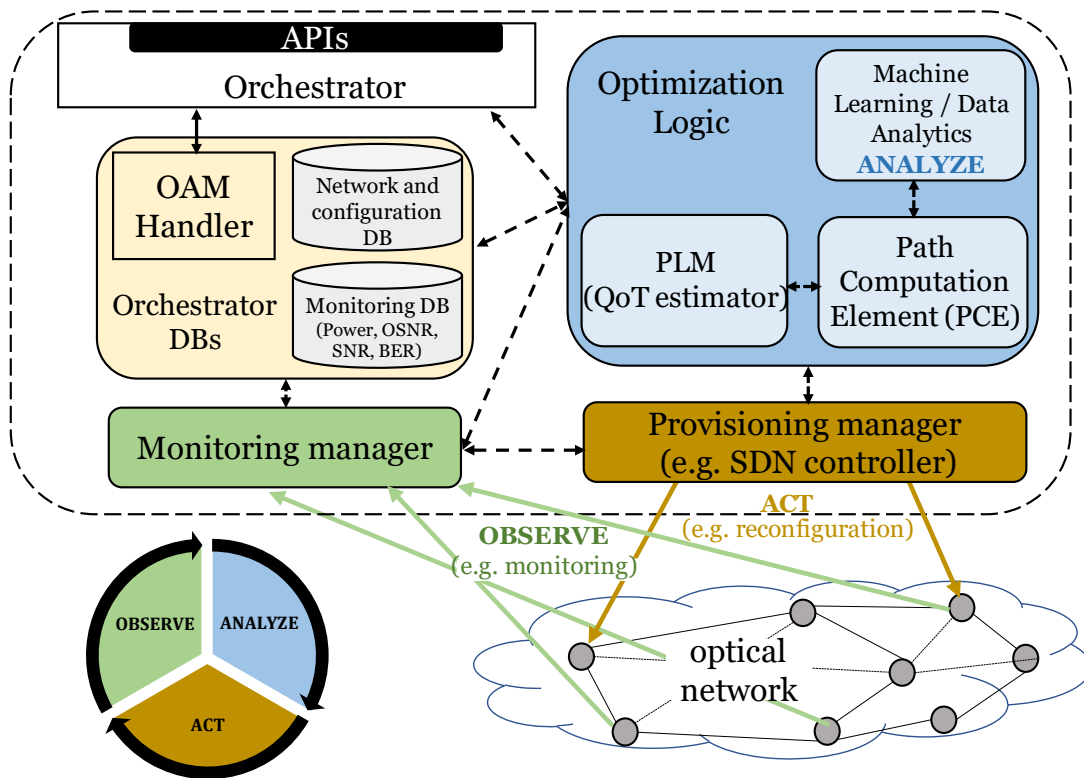 APIs
Orchestrator
OAM
Handler
Network and
configuration
DB
Orchestrator
DBs
Monitoring DB
(Power, OSNR,
SNR, BER)
Optimization
Logic
Machine
Learning / Data
Analytics
ANALYZE
PLM
(QoT estimator)
Path
Computation
Element (PCE)
Monitoring manager
Provisioning manager
(e.g. SDN controller)
ACT
(e.g. reconfiguration)
OBSERVE
(e.g. monitoring)
OBSERVE
ANALYZE
ACT
optical
network